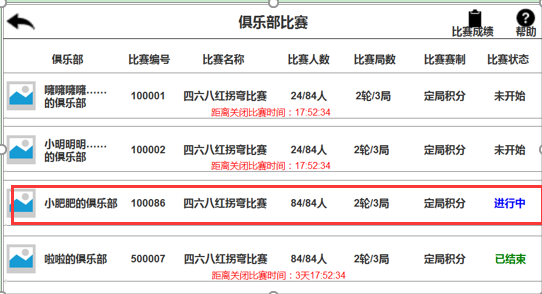 俱乐部比赛
比赛成绩 帮助
俱乐部 比赛编号 比赛名称 比赛人数 比赛局数 比赛赛制 比赛状态
嘻嘻嘻嘻……的俱乐部 100001 四六八红拐弯比赛 24/84人 2轮/3局 定局积分 未开始
距离关闭比赛时间：17:52:34
小明明明……的俱乐部 100002 四六八红拐弯比赛 24/84人 2轮/3局 定局积分 未开始
距离关闭比赛时间：17:52:34
小肥肥的俱乐部 100086 四六八红拐弯比赛 84/84人 2轮/3局 定局积分 进行中
啦啦的俱乐部 500007 四六八红拐弯比赛 84/84人 2轮/3局 定局积分 已结束
距离关闭比赛时间：3天17:52:34